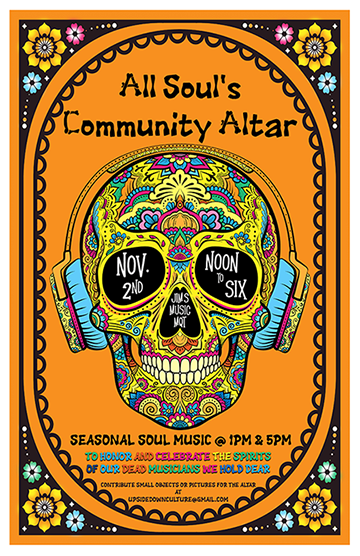 All Soul's
Community Altar
NOV.
2ND
NOON
TO
SIX
JIM'S
MUSIC
MQT
SEASONAL SOUL MUSIC @ 1PM & 5PM
TO HONOR AND CELEBRATE THE SPIRITS
OF OUR DEAD MUSICIANS WE HOLD DEAR
CONTRIBUTE SMALL OBJECTS OR PICTURES FOR THE ALTAR
AT
UPSIDEDOWNCULTURE@GMAIL.COM